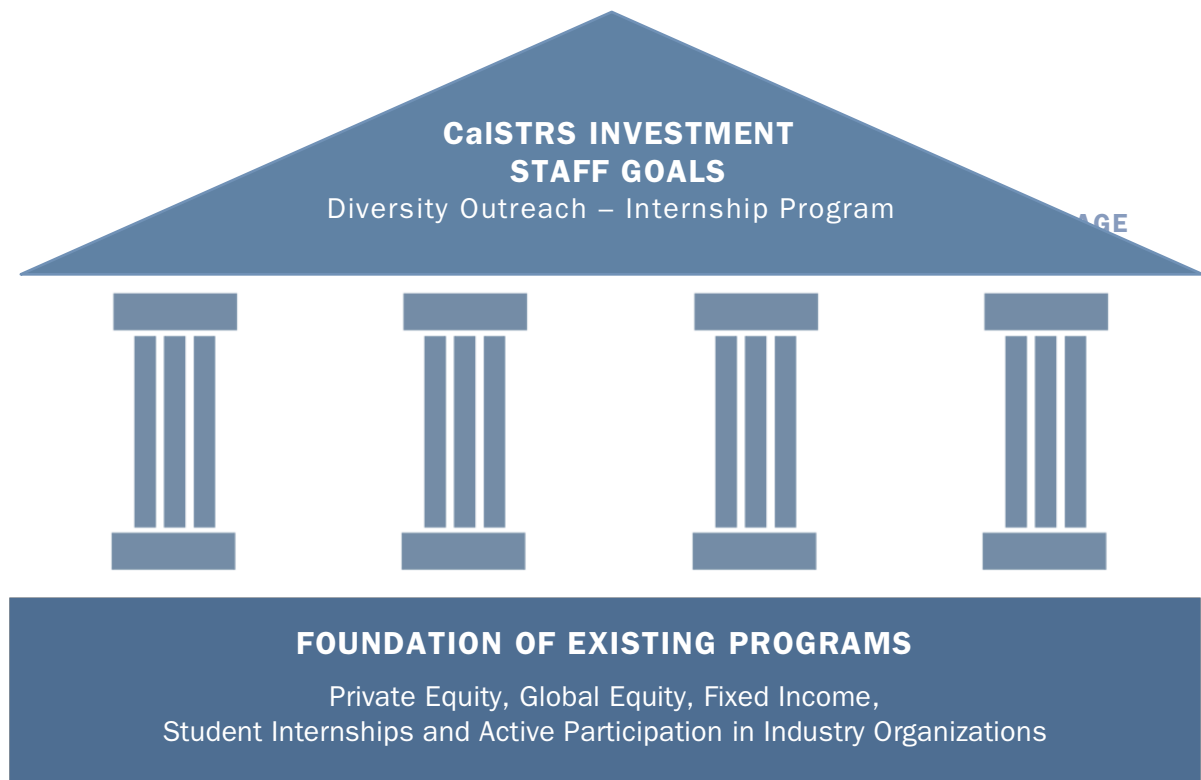 CalSTRS INVESTMENT
STAFF GOALS
Diversity Outreach – Internship Program
FOUNDATION OF EXISTING PROGRAMS
Private Equity, Global Equity, Fixed Income,
Student Internships and Active Participation in Industry Organizations